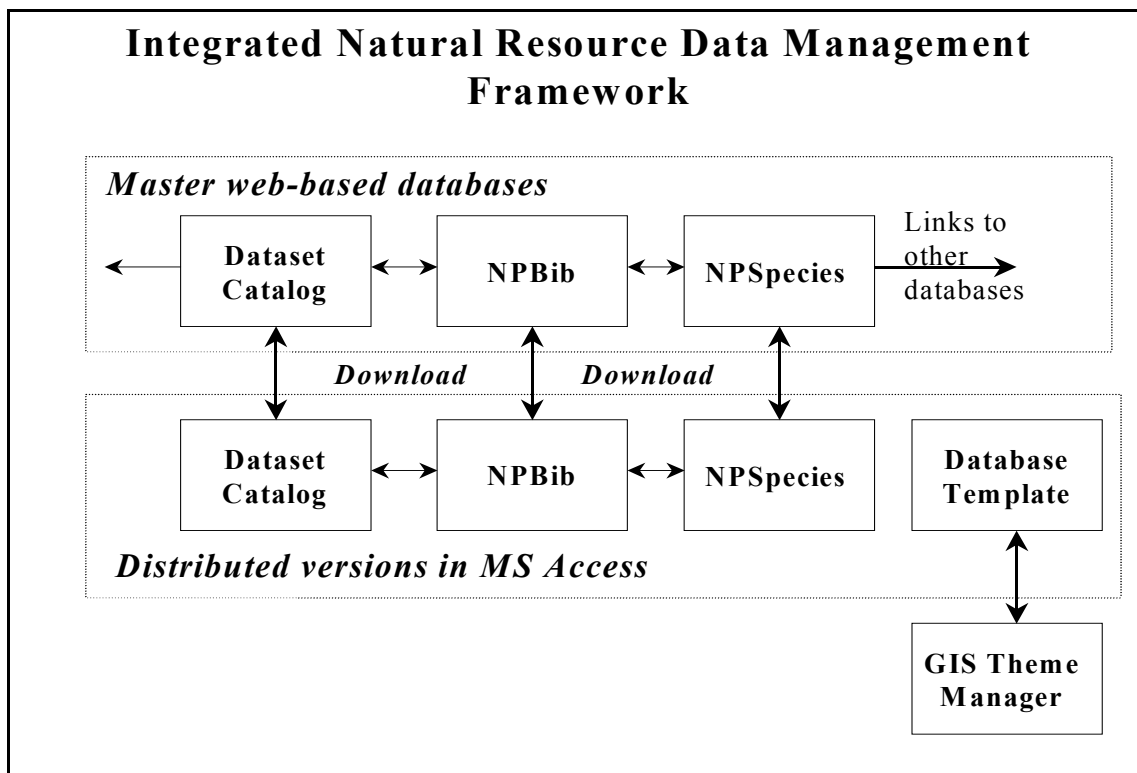 Integrated Natural Resource Data Management
Framework
Master web-based databases
Dataset
Catalog
NPBib
NPSpecies
Links to
other
databases
Download
Download
Dataset
Catalog
NPBib
NPSpecies
Database
Template
Distributed versions in MS Access
GIS Theme
Manager